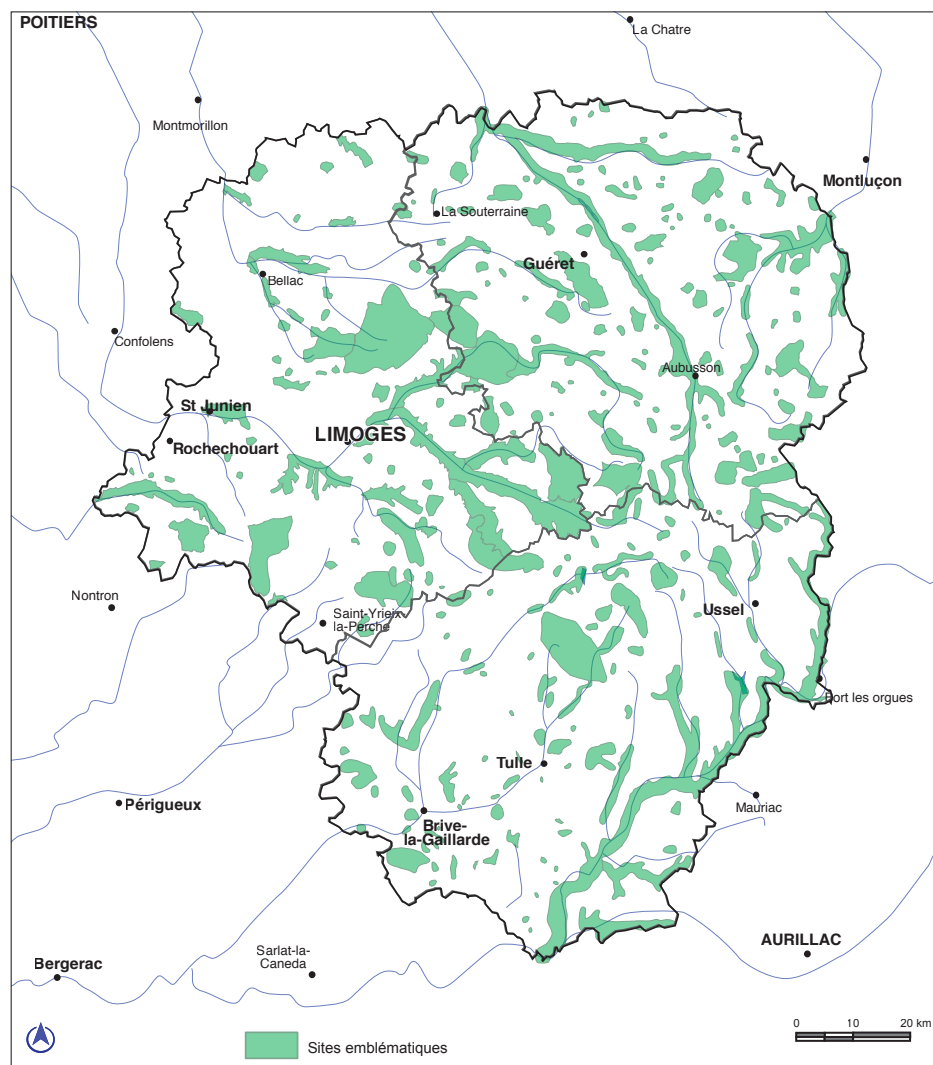 POITIERS
La Chatre
Montmorillon
Montluçon
La Souterraine
Guéret
Bellac
Confolens
Aubusson
St Junien
LIMOGES
Rochechouart
Nontron
Ussel
Saint-Yrieix
la-Perche
Bort les orgues
Tulle
Mauriac
Périgueux
Brive-
la-Gaillarde
AURILLAC
Sarlat-la-
Caneda
Bergerac
0 10 20 km
Sites emblématiques